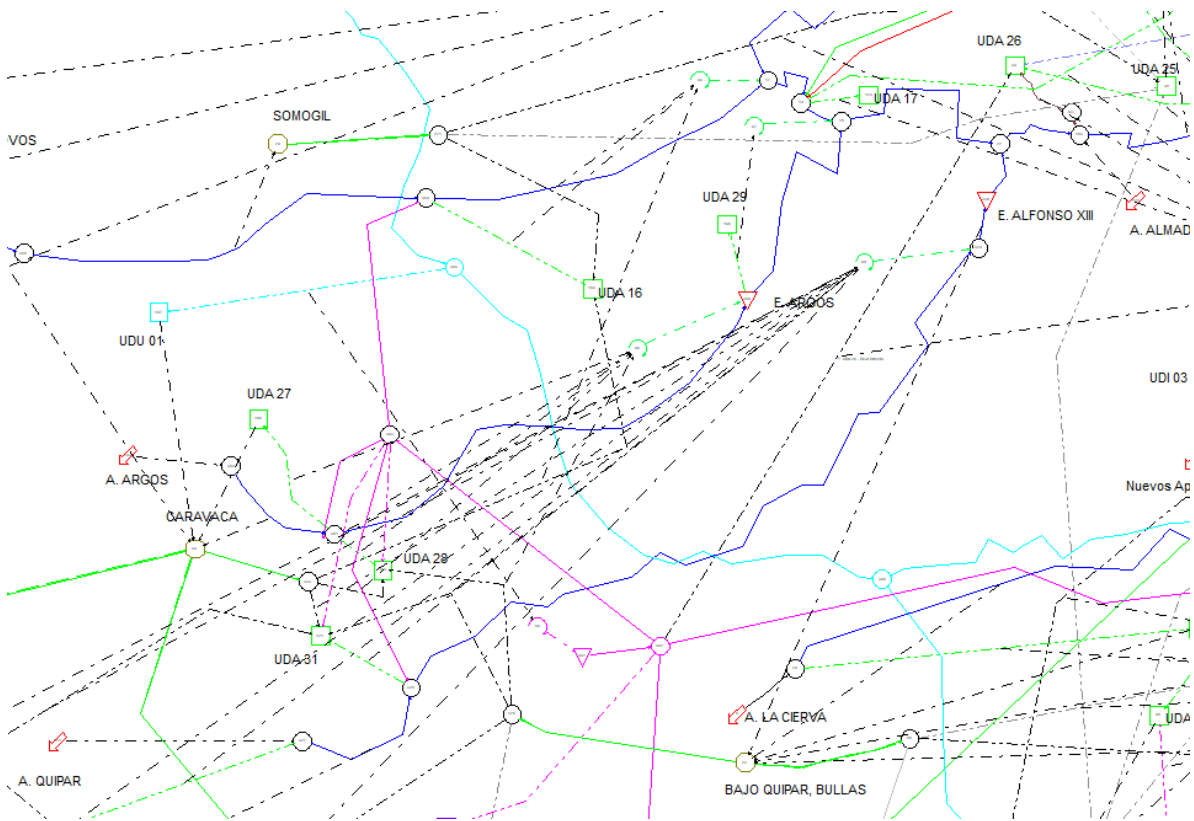 UDA 26
UDA 25
UDA 17
SOMOGIL
VOS
UDA 29
E. ALFONSO XIII
A. ALMAD
UDA 16
E. ARGOS
UDU 01
UDI 03
UDA 27
A. ARGOS
Nuevos Ap
CARAVACA
UDA 28
UDA 31
A. LA CIERVA
UDA
A. QUIPAR
BAJO QUIPAR, BULLAS